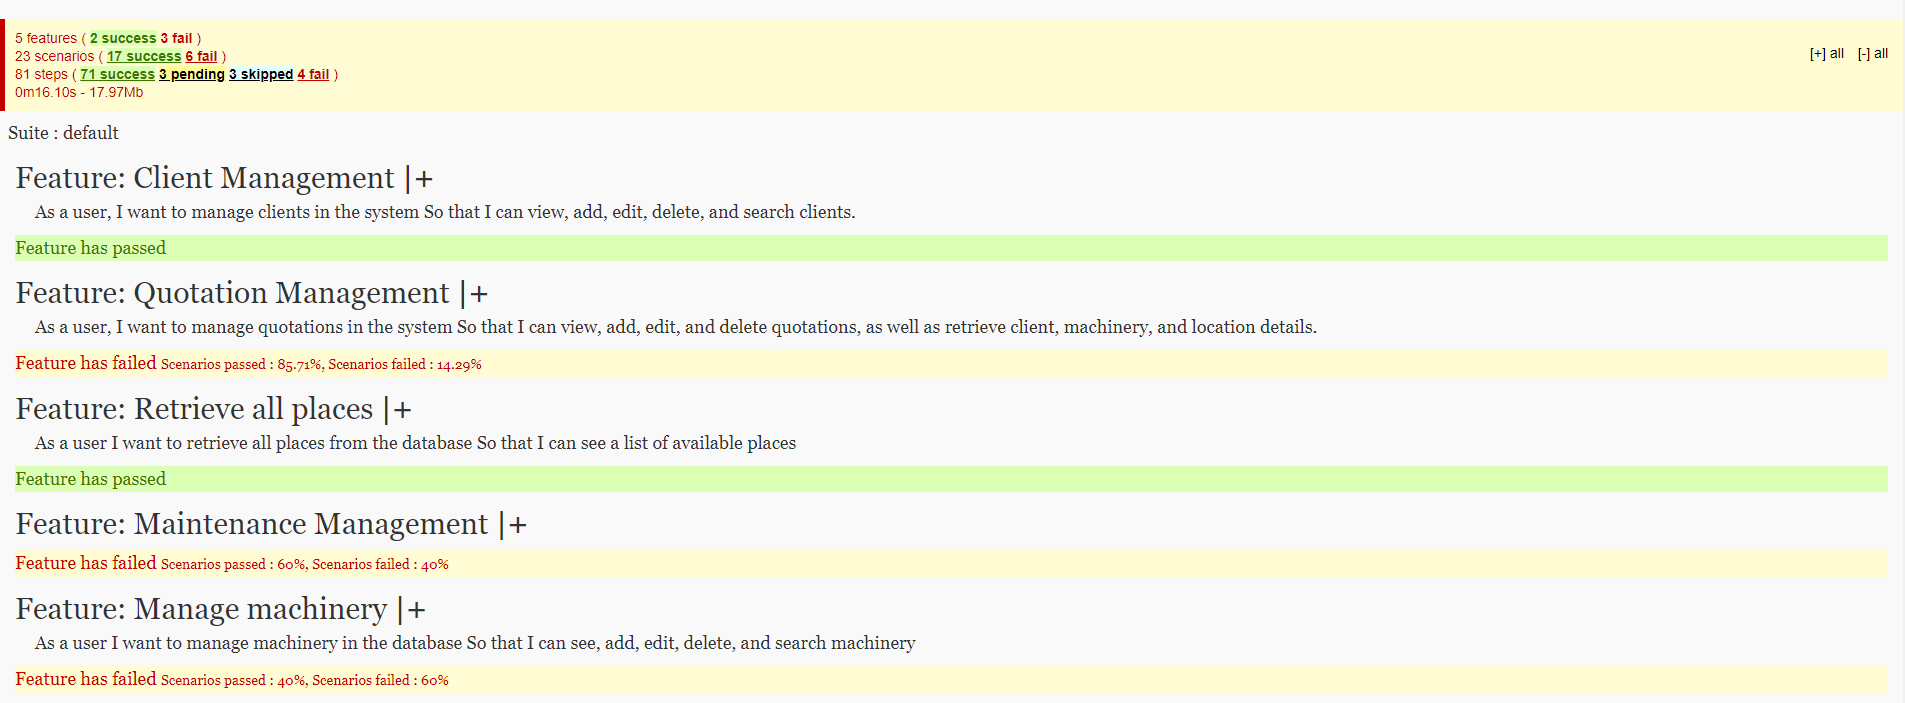 5 features ( 2 success 3 fail )
23 scenarios ( 17 success 6 fail )
[+] all [-] all
81 steps ( 71 success 3 pending 3 skipped 4 fail )
0m16.10s - 17.97Mb
Suite : default
Feature: Client Management |+
As a user, I want to manage clients in the system So that I can view, add, edit, delete, and search clients.
Feature has passed
Feature: Quotation Management |+
As a user, I want to manage quotations in the system So that I can view, add, edit, and delete quotations, as well as retrieve client, machinery, and location details.
Feature has failed Scenarios passed : 85.71%, Scenarios failed : 14.29%
Feature: Retrieve all places |+
As a user I want to retrieve all places from the database So that I can see a list of available places
Feature has passed
Feature: Maintenance Management |+
Feature has failed Scenarios passed : 60%, Scenarios failed : 40%
Feature: Manage machinery |+
As a user I want to manage machinery in the database So that I can see, add, edit, delete, and search machinery
Feature has failed Scenarios passed : 40%, Scenarios failed : 60%